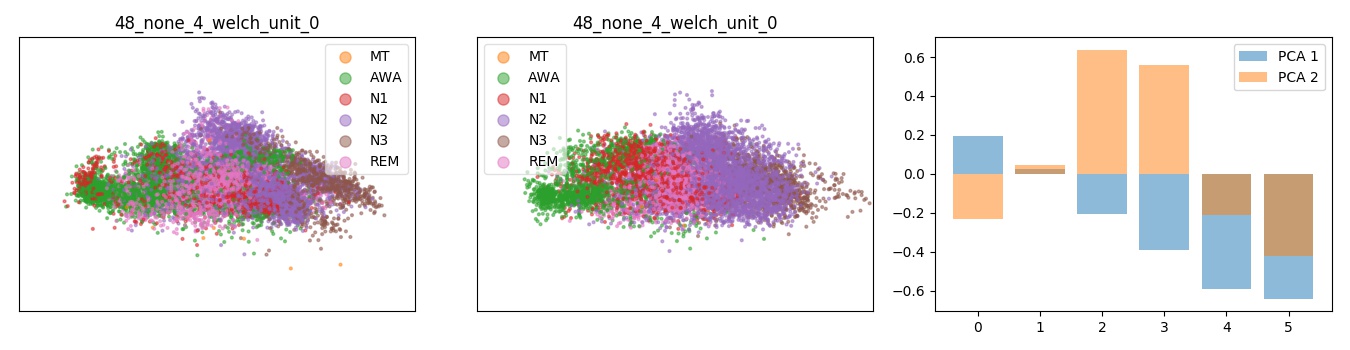 48_none_4_welch_unit_0
MT
AWA
N1
N2
N3
REM
48_none_4_welch_unit_0
MT
AWA
N1
N2
N3
REM
PCA 1
PCA 2
0.6
0.4
0.2
0.0
−0.2
−0.4
−0.6
0 1 2 3 4 5